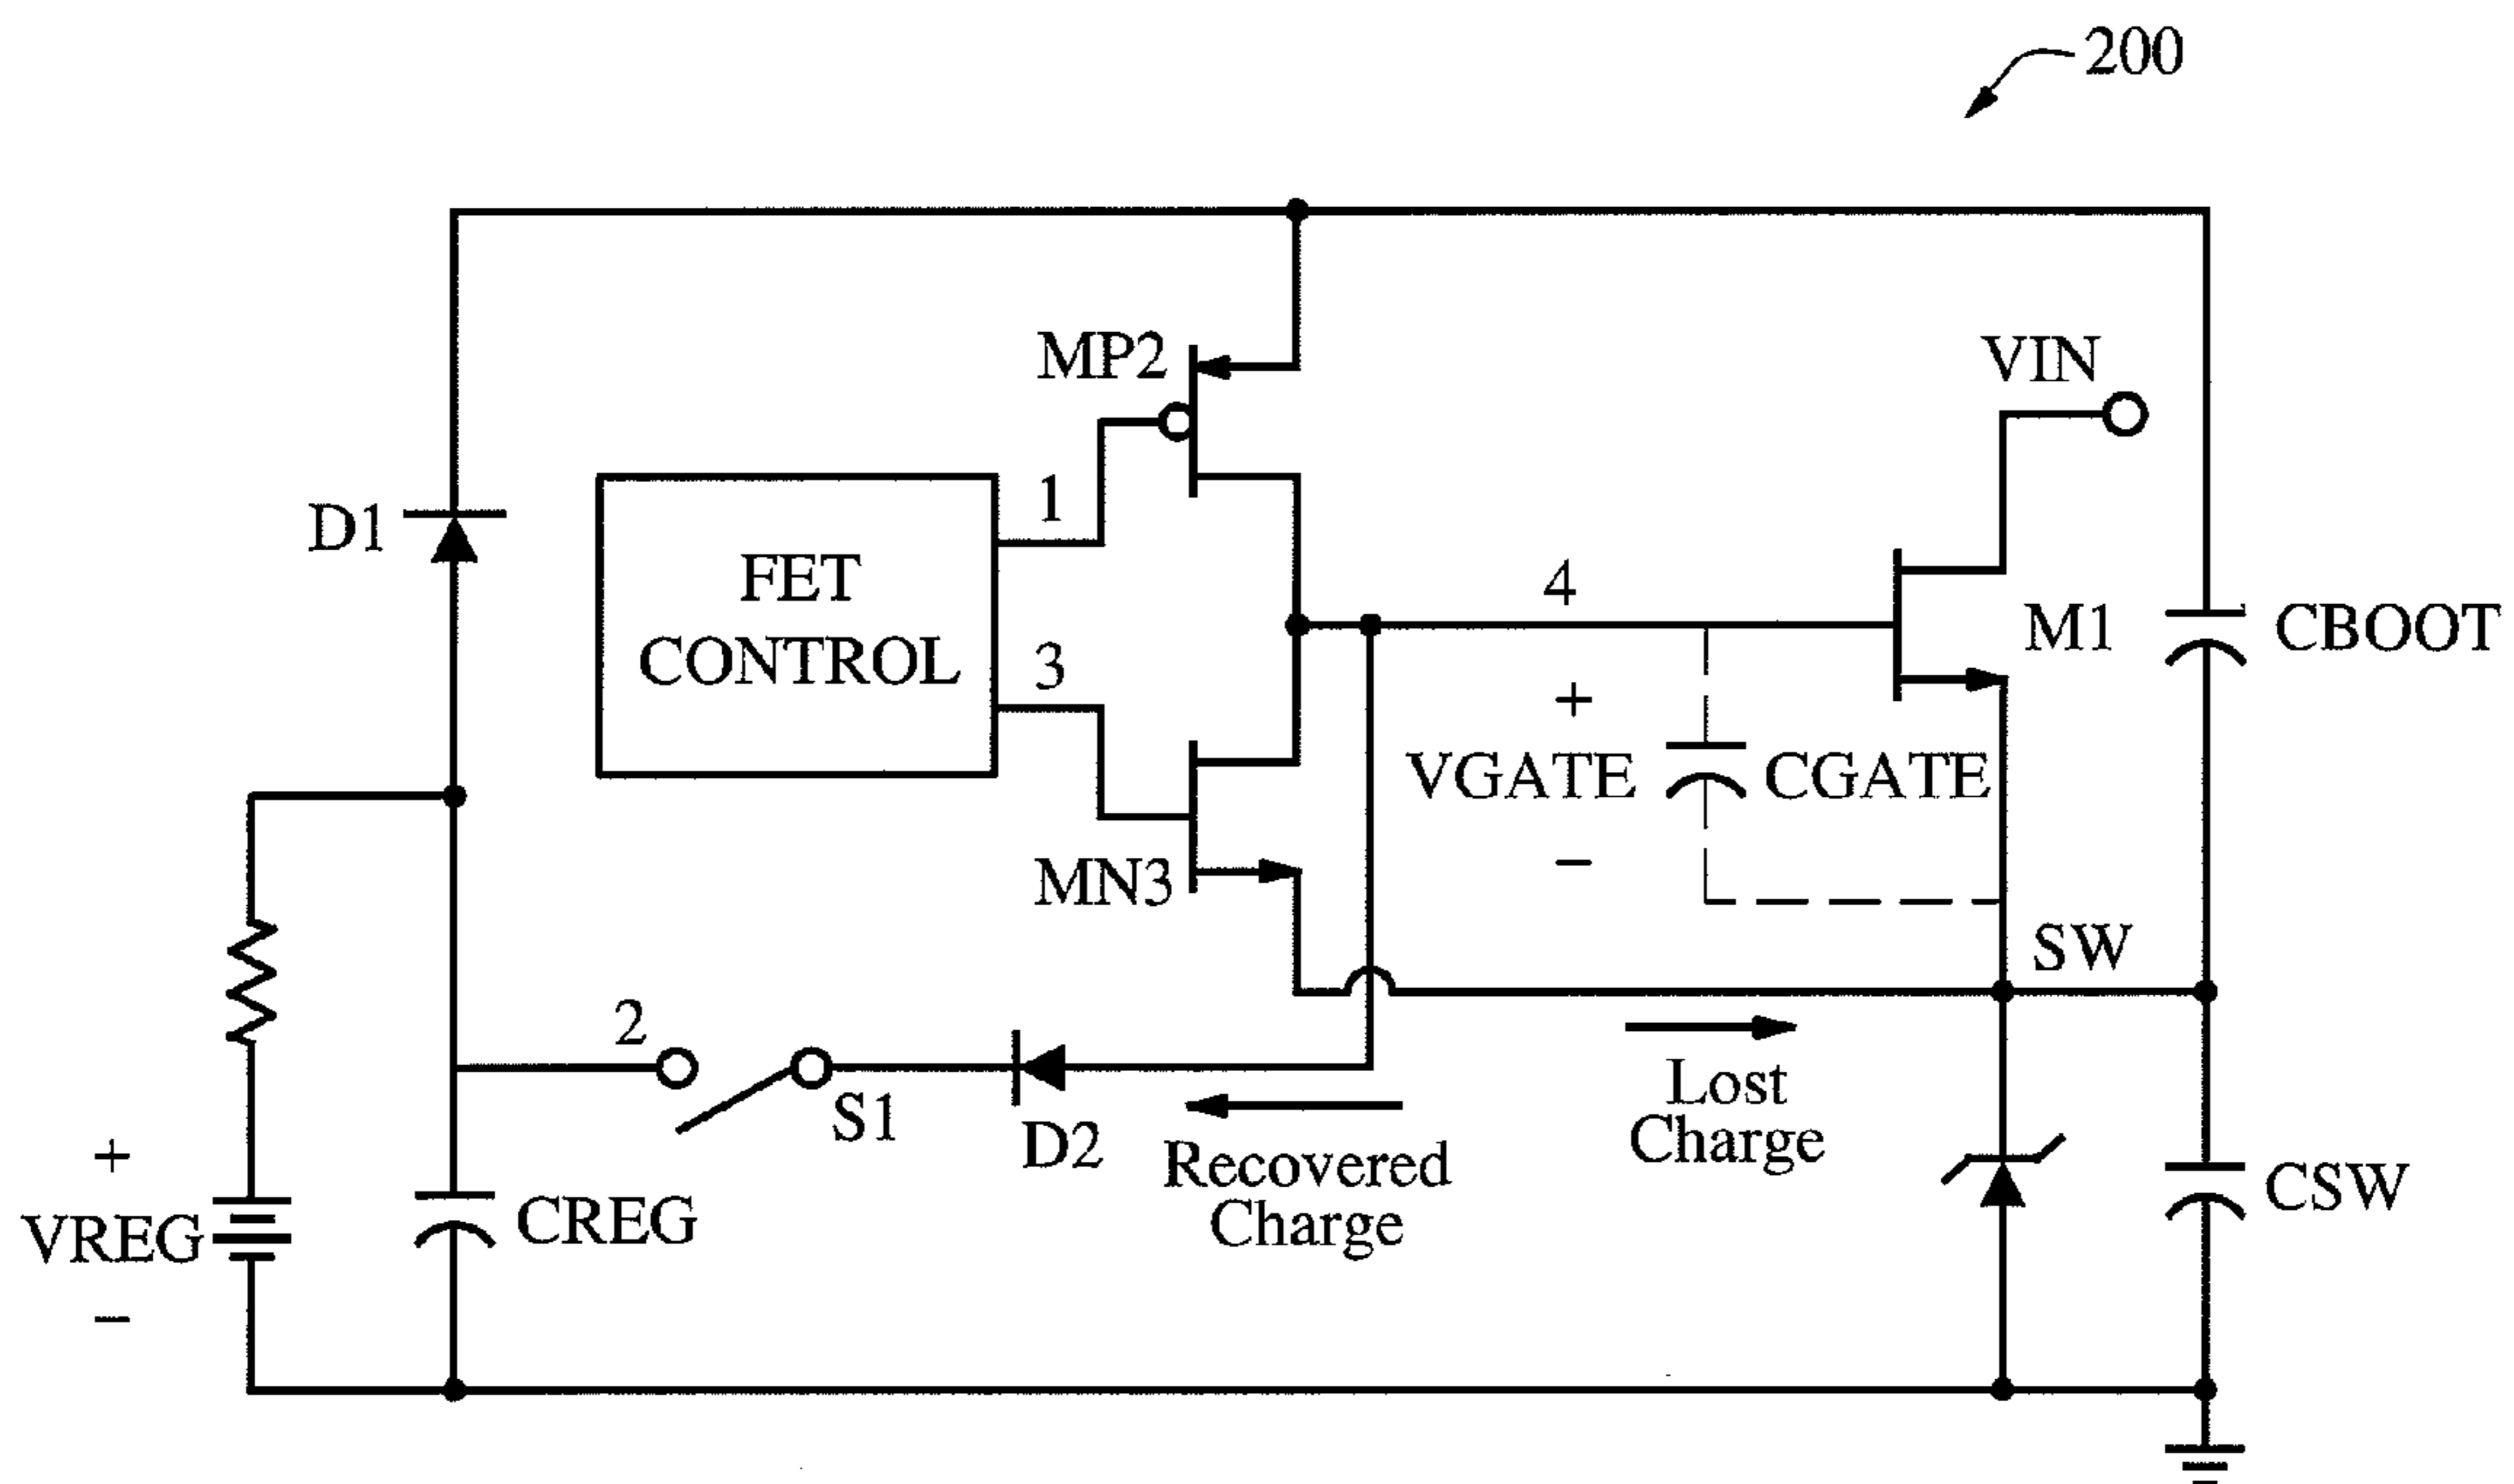 200
MP2
VIN
D1
1
FET
CONTROL
4
M1
CBOOT
3
+
VGATE
CGATE
−
MN3
SW
2
S1
D2
Lost
Charge
Recovered
Charge
+
VREG
−
CREG
CSW